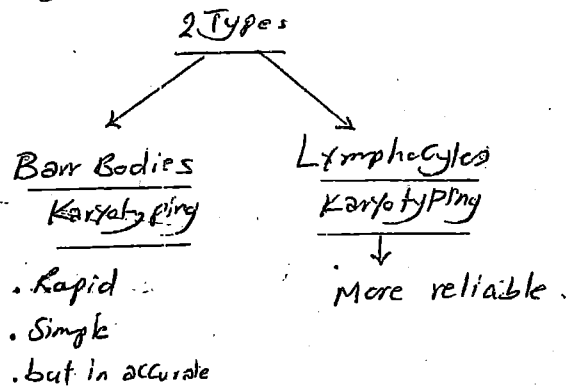 2 Types
Barr Bodies
Karyotyping
. Rapid
. Simple
. but in accurate
Lymphocytes
Karyotyping
More reliable.